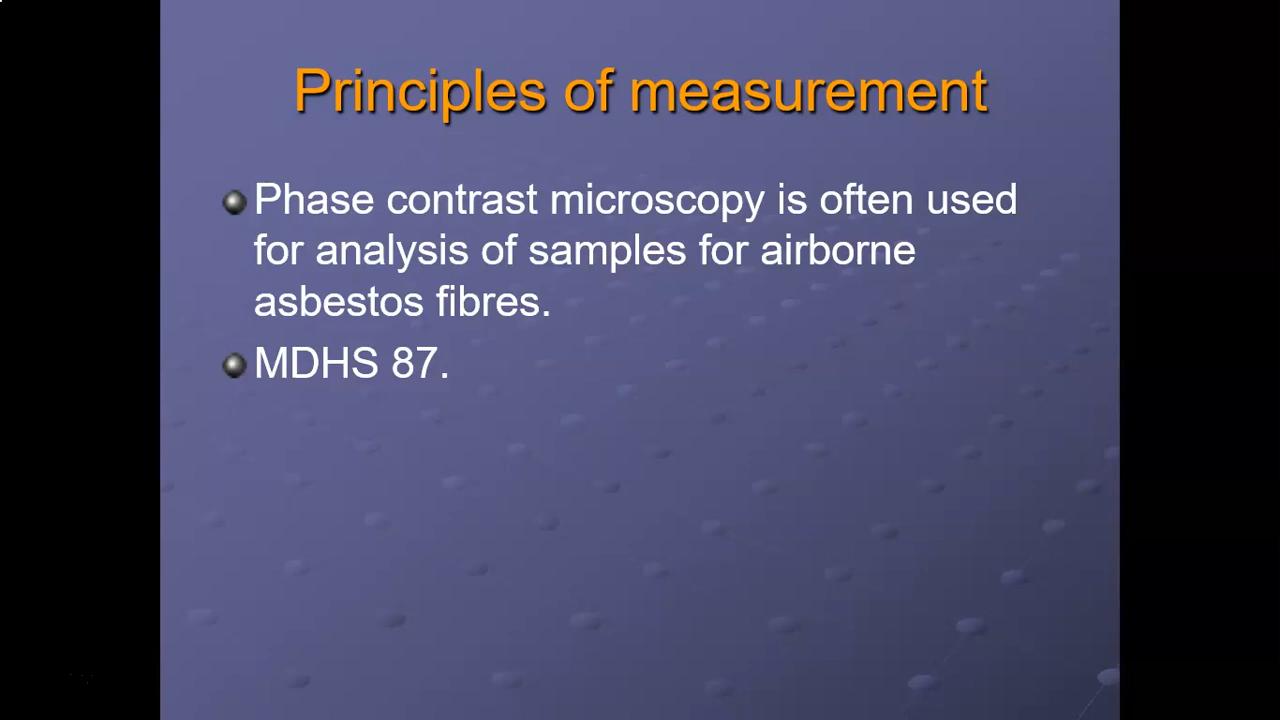 Principles of measurement
Phase contrast microscopy is often used
for analysis of samples for airborne
asbestos fibres.
MDHS 87.